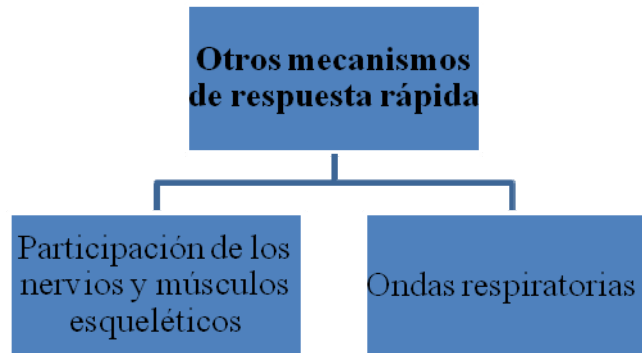 Otros mecanismos
de respuesta rápida
Participación de los
nervios y músculos
esqueléticos
Ondas respiratorias